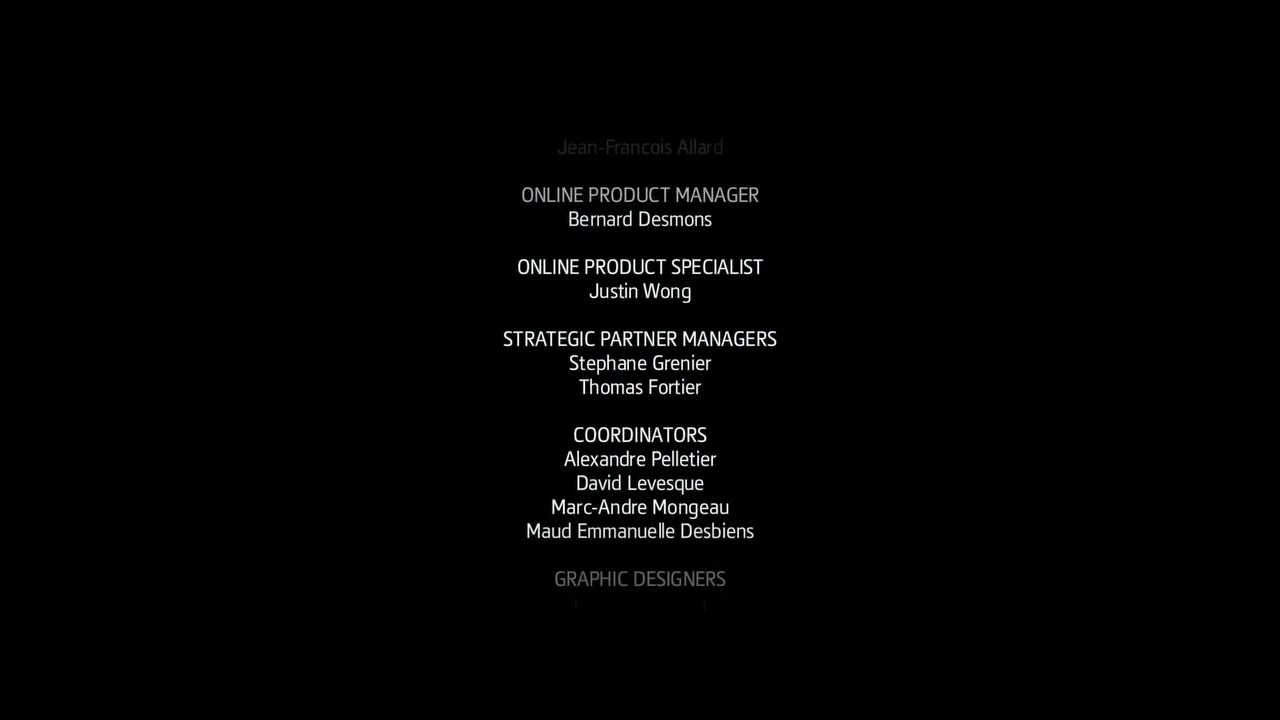 Jean-Francois Allard
ONLINE PRODUCT MANAGER
Bernard Desmons
ONLINE PRODUCT SPECIALIST
Justin Wong
STRATEGIC PARTNER MANAGERS
Stephane Grenier
Thomas Fortier
COORDINATORS
Alexandre Pelletier
David Levesque
Marc-Andre Mongeau
Maud Emmanuelle Desbiens
GRAPHIC DESIGNERS